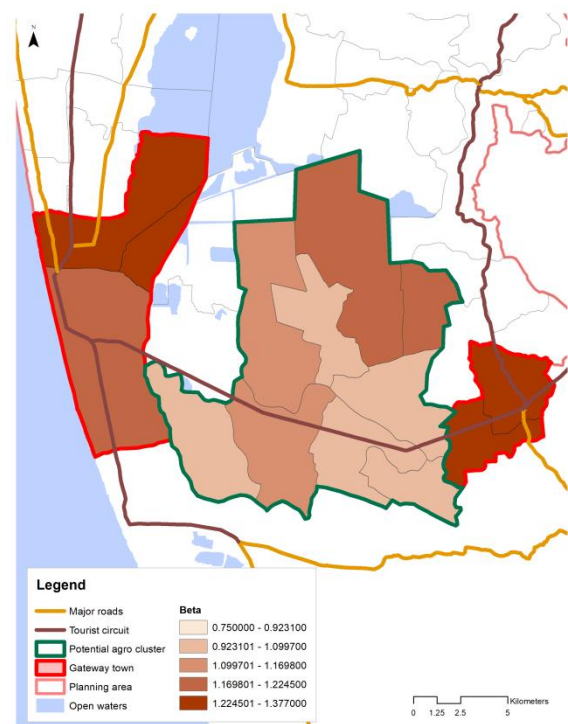 N
Legend
Major roads
Tourist circuit
Potential agro cluster
Gateway town
Planning area
Open waters
Beta
0.750000 - 0.923100
0.923101 - 1.099700
1.099701 - 1.169800
1.169801 - 1.224500
1.224501 - 1.377000
Kilometers
0 1.25 2.5 5